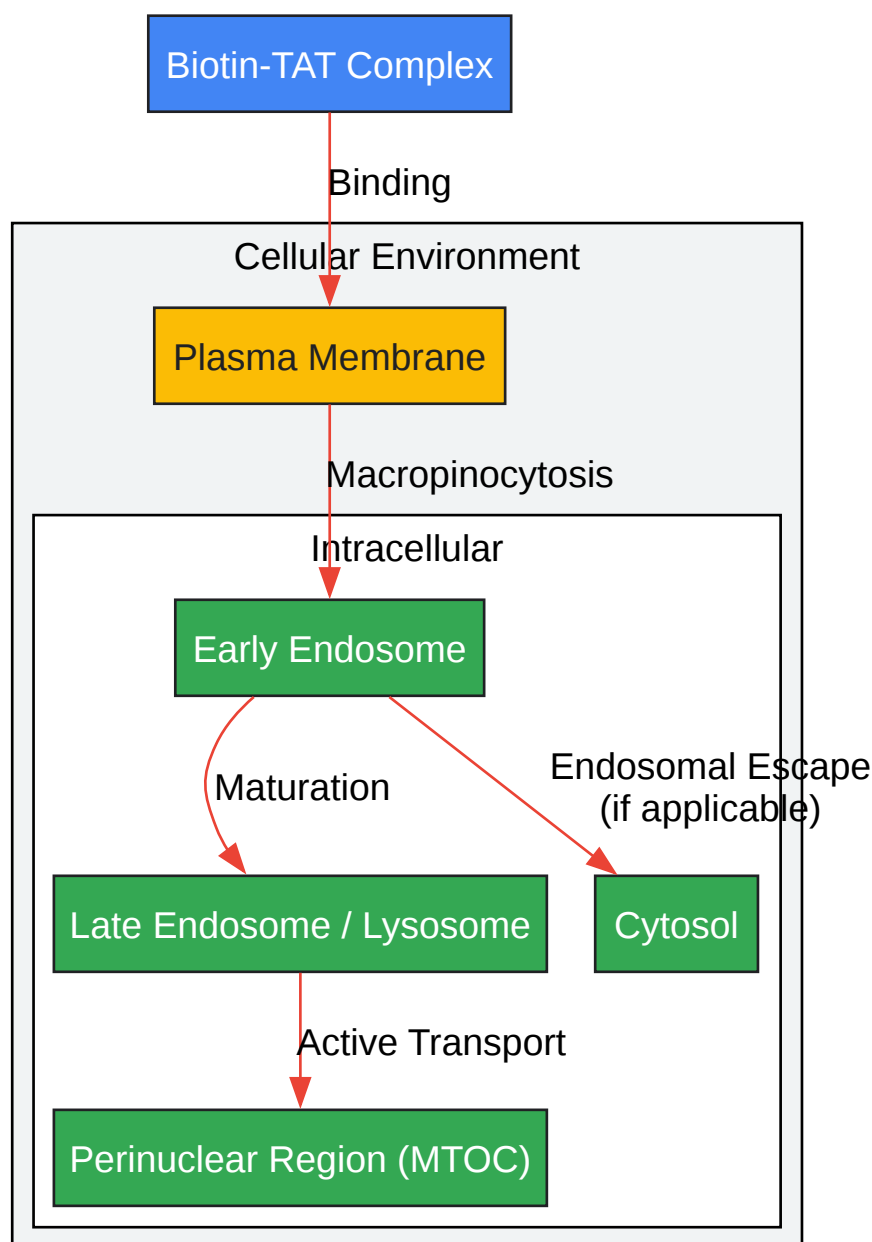 Biotin-TAT Complex
Binding
Cellular Environment
Plasma Membrane
Macropinocytosis
Intracellular
Early Endosome
Maturation
Endosomal Escape
(if applicable)
Late Endosome / Lysosome
Cytosol
Active Transport
Perinuclear Region (MTOC)